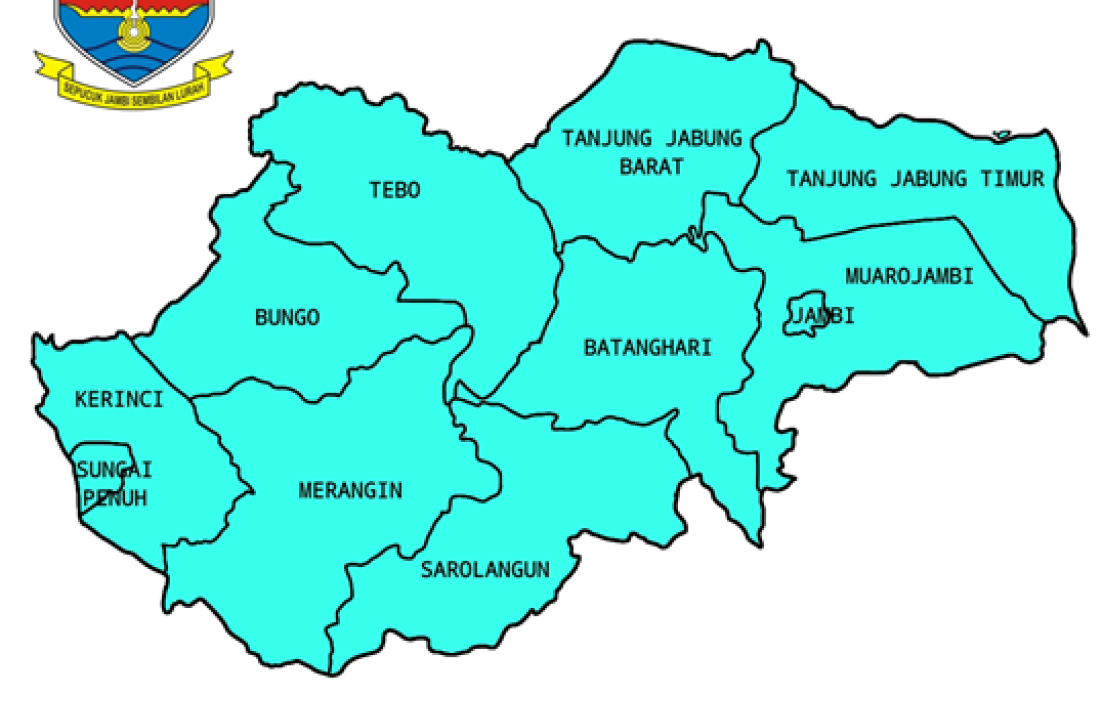 SEPUCUK JAMBI SEMBILAN LURAH
TANJUNG JABUNG
BARAT
TANJUNG JABUNG TIMUR
TEBO
MUAROJAMBI
JAMBI
BUNGO
BATANGHARI
KERINCI
SUNGAI
PENUH
MERANGIN
SAROLANGUN